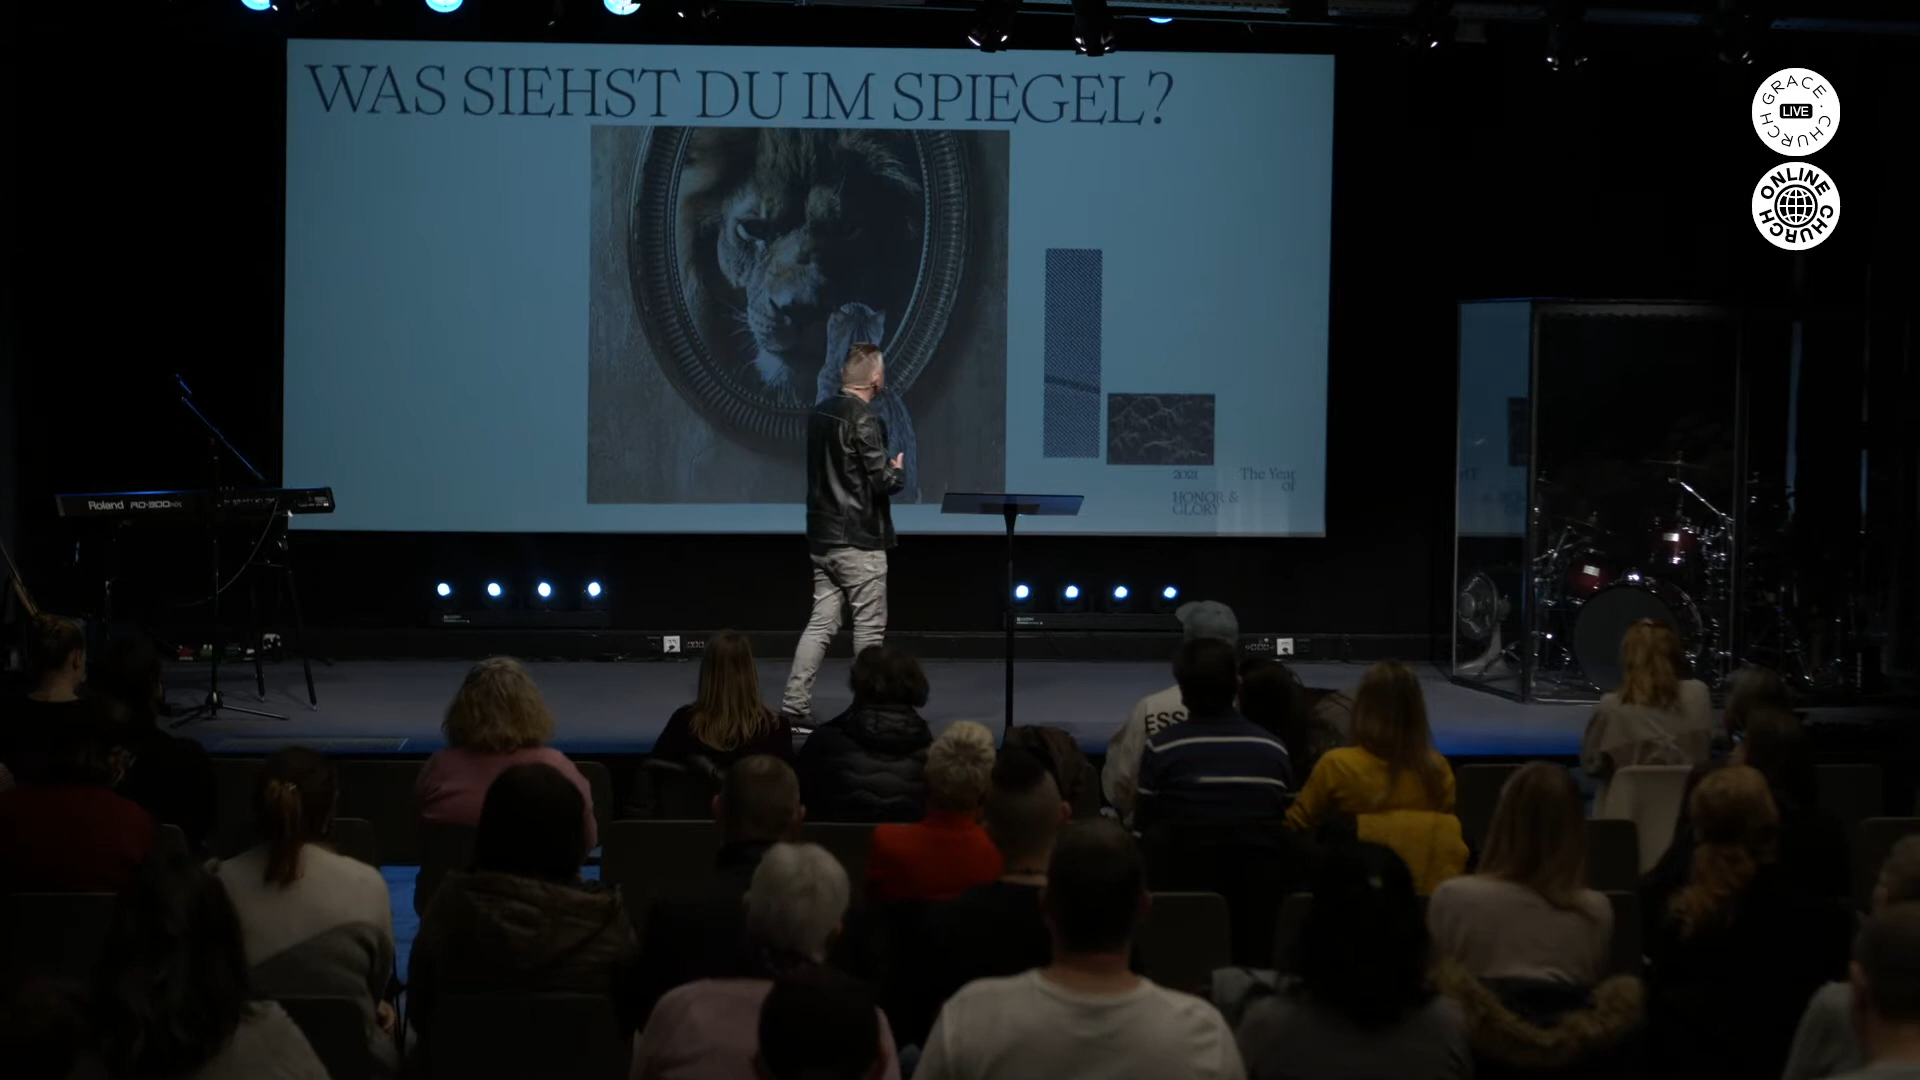 WAS SIEHST DU IM SPIEGEL?
GRACE · CHURCH
LIVE
ONLINE CHURCH
2021
The Year
of
HONOR &
GLORY
Roland RD-300NX
ESS